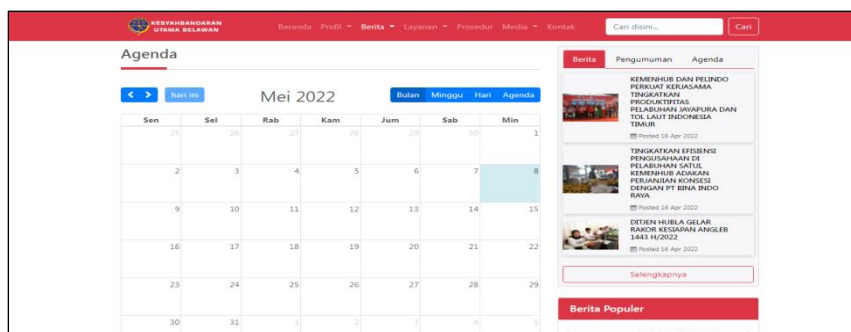 KESYAHBANDARAN
UTAMA BELAWAN
Beranda Profil Berita Layanan Prosedur Media Kontak
Cari disini...
Cari
Agenda
hari ini
Mei 2022
Bulan Minggu Hari Agenda
Sen Sel Rab Kam Jum Sab Min
25 26 27 28 29 30 1
2 3 4 5 6 7 8
9 10 11 12 13 14 15
16 17 18 19 20 21 22
23 24 25 26 27 28 29
30 31 1 2 3 4 5
Berita Pengumuman Agenda
KEMENHUB DAN PELINDO
PERKUAT KERJASAMA
TINGKATKAN
PRODUKTIFITAS
PELABUHAN JAYAPURA DAN
TOL LAUT INDONESIA
TIMUR
Posted 16 Apr 2022
TINGKATKAN EFISIENSI
PENGUSAHAAN DI
PELABUHAN SATUI,
KEMENHUB ADAKAN
PERJANJIAN KONSESI
DENGAN PT BINA INDO
RAYA
Posted 16 Apr 2022
DITJEN HUBLA GELAR
RAKOR KESIAPAN ANGLEB
1443 H/2022
Posted 16 Apr 2022
Selengkapnya
Berita Populer